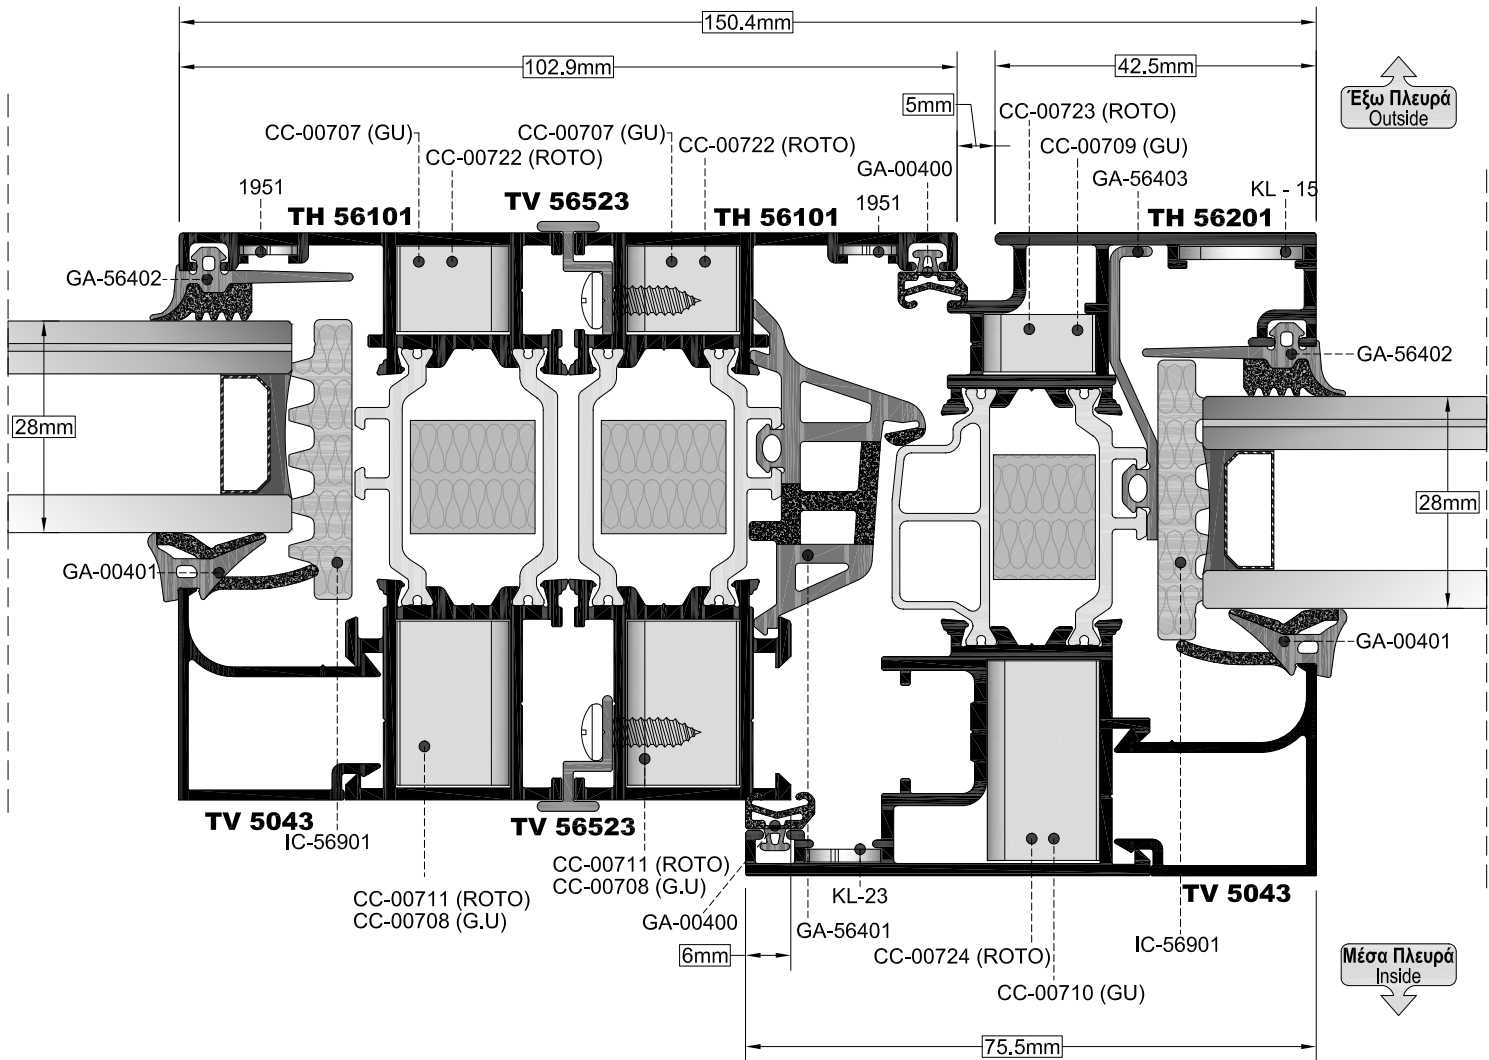 150.4mm
102.9mm
42.5mm
5mm
Έξω Πλευρά
Outside
CC-00707 (GU)
CC-00722 (ROTO)
CC-00707 (GU)
CC-00722 (ROTO)
CC-00723 (ROTO)
CC-00709 (GU)
GA-00400
GA-56403
1951
TH 56101
TV 56523
TH 56101
1951
KL - 15
TH 56201
GA-56402
GA-56402
28mm
28mm
GA-00401
GA-00401
TV 5043
IC-56901
TV 56523
CC-00711 (ROTO)
CC-00708 (G.U)
CC-00711 (ROTO)
CC-00708 (G.U)
GA-00400
KL-23
GA-56401
TV 5043
IC-56901
6mm
CC-00724 (ROTO)
CC-00710 (GU)
Μέσα Πλευρά
Inside
75.5mm